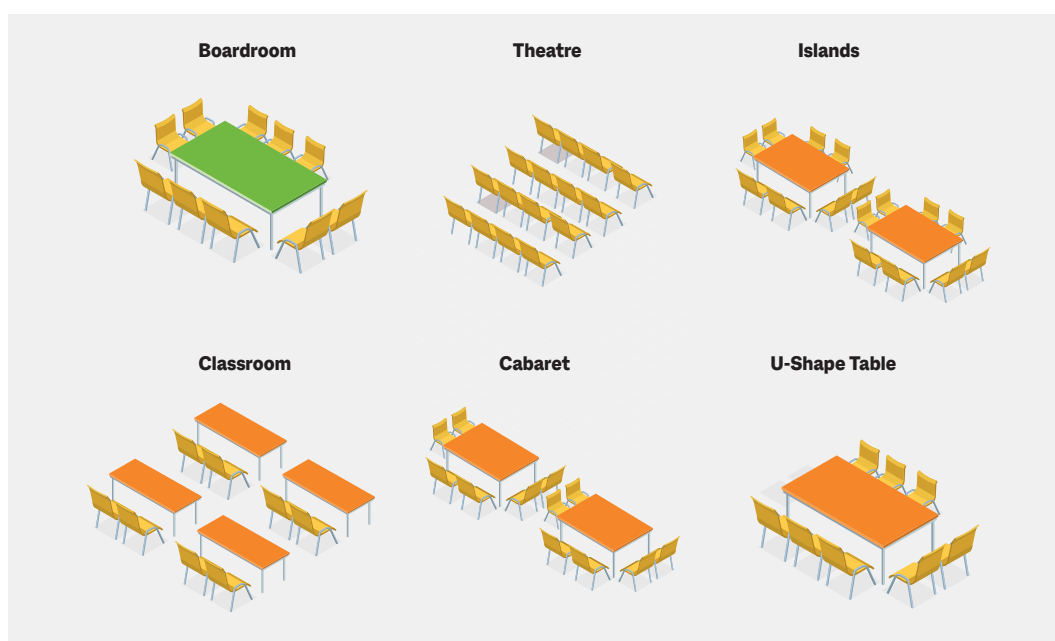 Boardroom
Theatre
Islands
Classroom
Cabaret
U-Shape Table